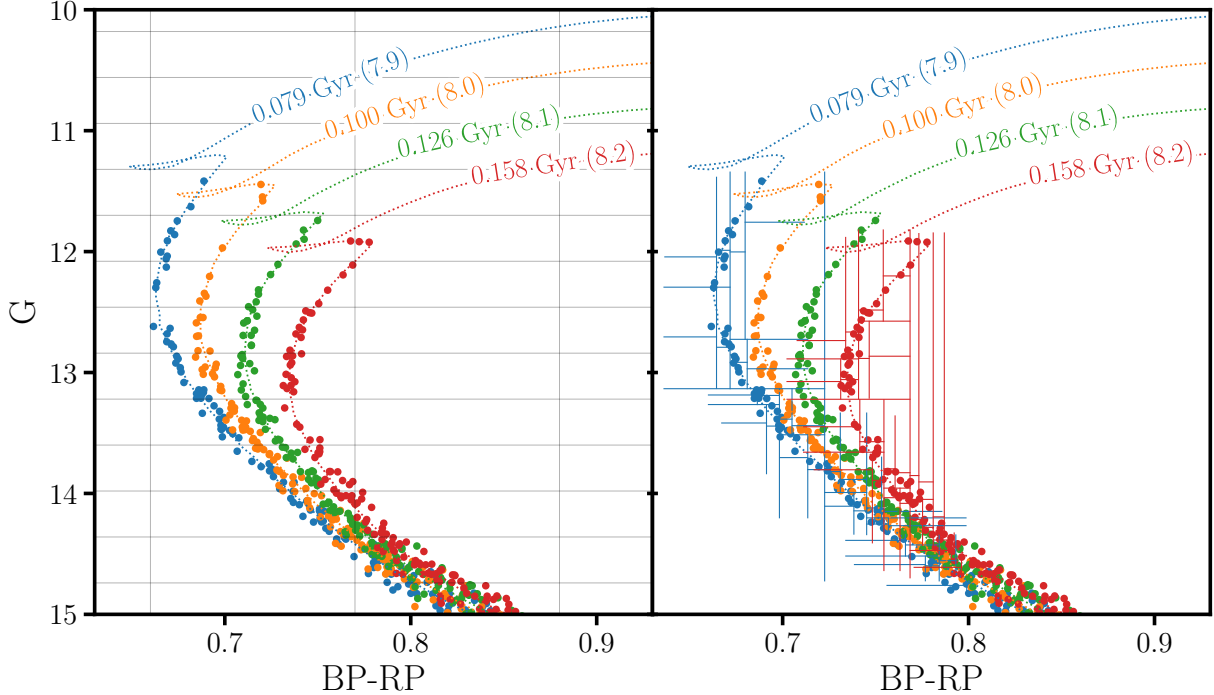 10
11
12
13
14
15
G
0.079 Gyr (7.9)
0.100 Gyr (8.0)
0.126 Gyr (8.1)
0.158 Gyr (8.2)
0.7
0.8
0.9
BP-RP
0.079 Gyr (7.9)
0.100 Gyr (8.0)
0.126 Gyr (8.1)
0.158 Gyr (8.2)
0.7
0.8
0.9
BP-RP